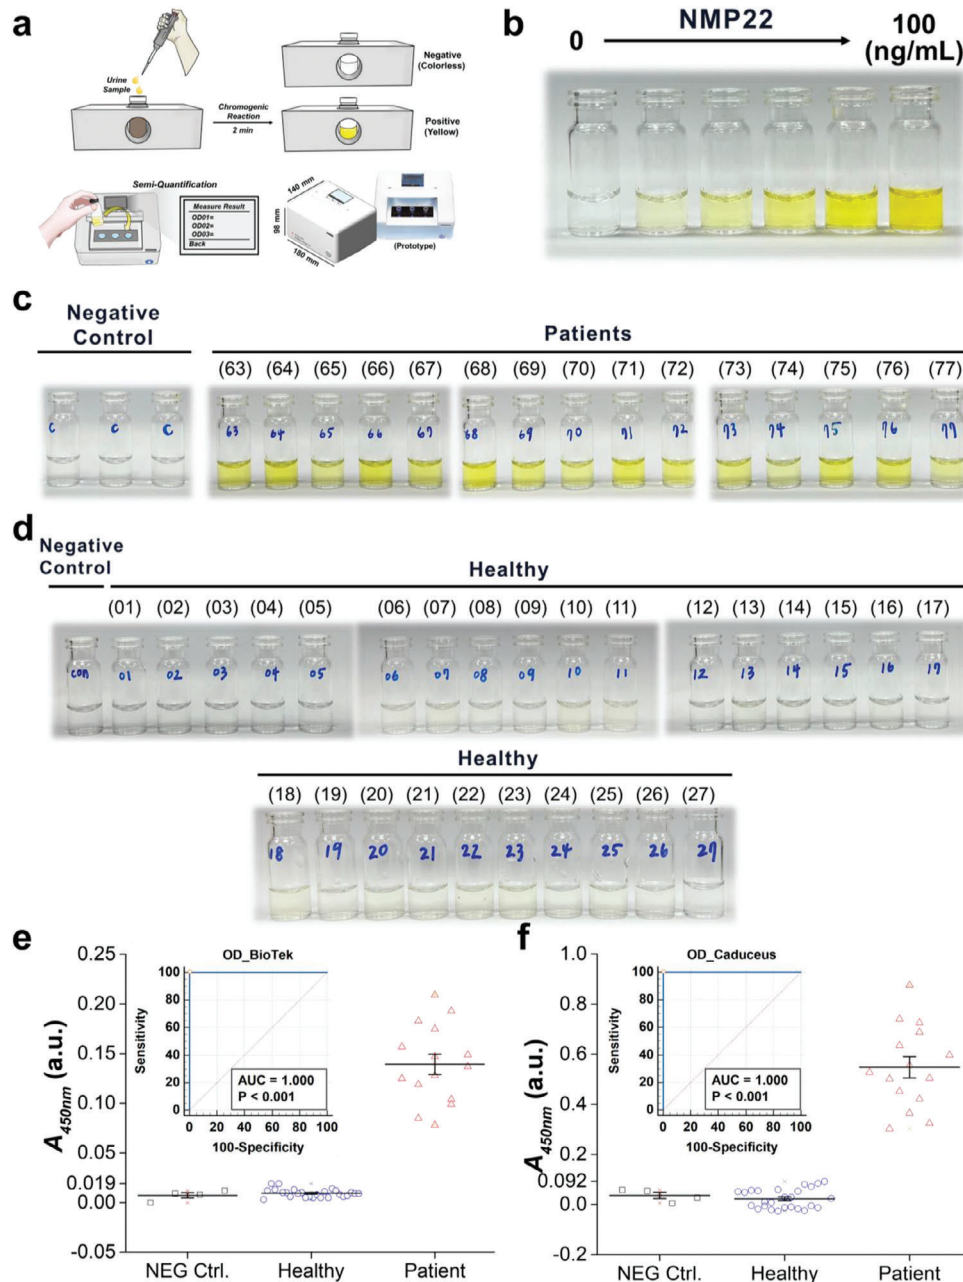 a
Urine
Sample
Chromogenic
Reaction
2 min
Negative
(Colorless)
Positive
(Yellow)
Semi-Quantification
Measure Result
OD01=
OD02=
OD03=
Back
140 mm
98 mm
180 mm
(Prototype)
b
NMP22
0
100
(ng/mL)
c
Negative
Control
Patients
(63) (64) (65) (66) (67) (68) (69) (70) (71) (72) (73) (74) (75) (76) (77)
C C C 63 64 65 66 67 68 69 70 71 72 73 74 75 76 77
d
Negative
Control
Healthy
(01) (02) (03) (04) (05) (06) (07) (08) (09) (10) (11) (12) (13) (14) (15) (16) (17)
con 01 02 03 04 05 06 07 08 09 10 11 12 13 14 15 16 17
Healthy
(18) (19) (20) (21) (22) (23) (24) (25) (26) (27)
18 19 20 21 22 23 24 25 26 27
e
A450nm (a.u.)
0.25
0.20
0.15
0.10
0.05
0.019
0.00
-0.05
OD_BioTek
Sensitivity
100
80
60
40
20
0
AUC = 1.000
P < 0.001
0 20 40 60 80 100
100-Specificity
NEG Ctrl. Healthy Patient
f
A450nm (a.u.)
1.0
0.8
0.6
0.4
0.2
0.092
0.0
-0.2
OD_Caduceus
Sensitivity
100
80
60
40
20
0
AUC = 1.000
P < 0.001
0 20 40 60 80 100
100-Specificity
NEG Ctrl. Healthy Patient